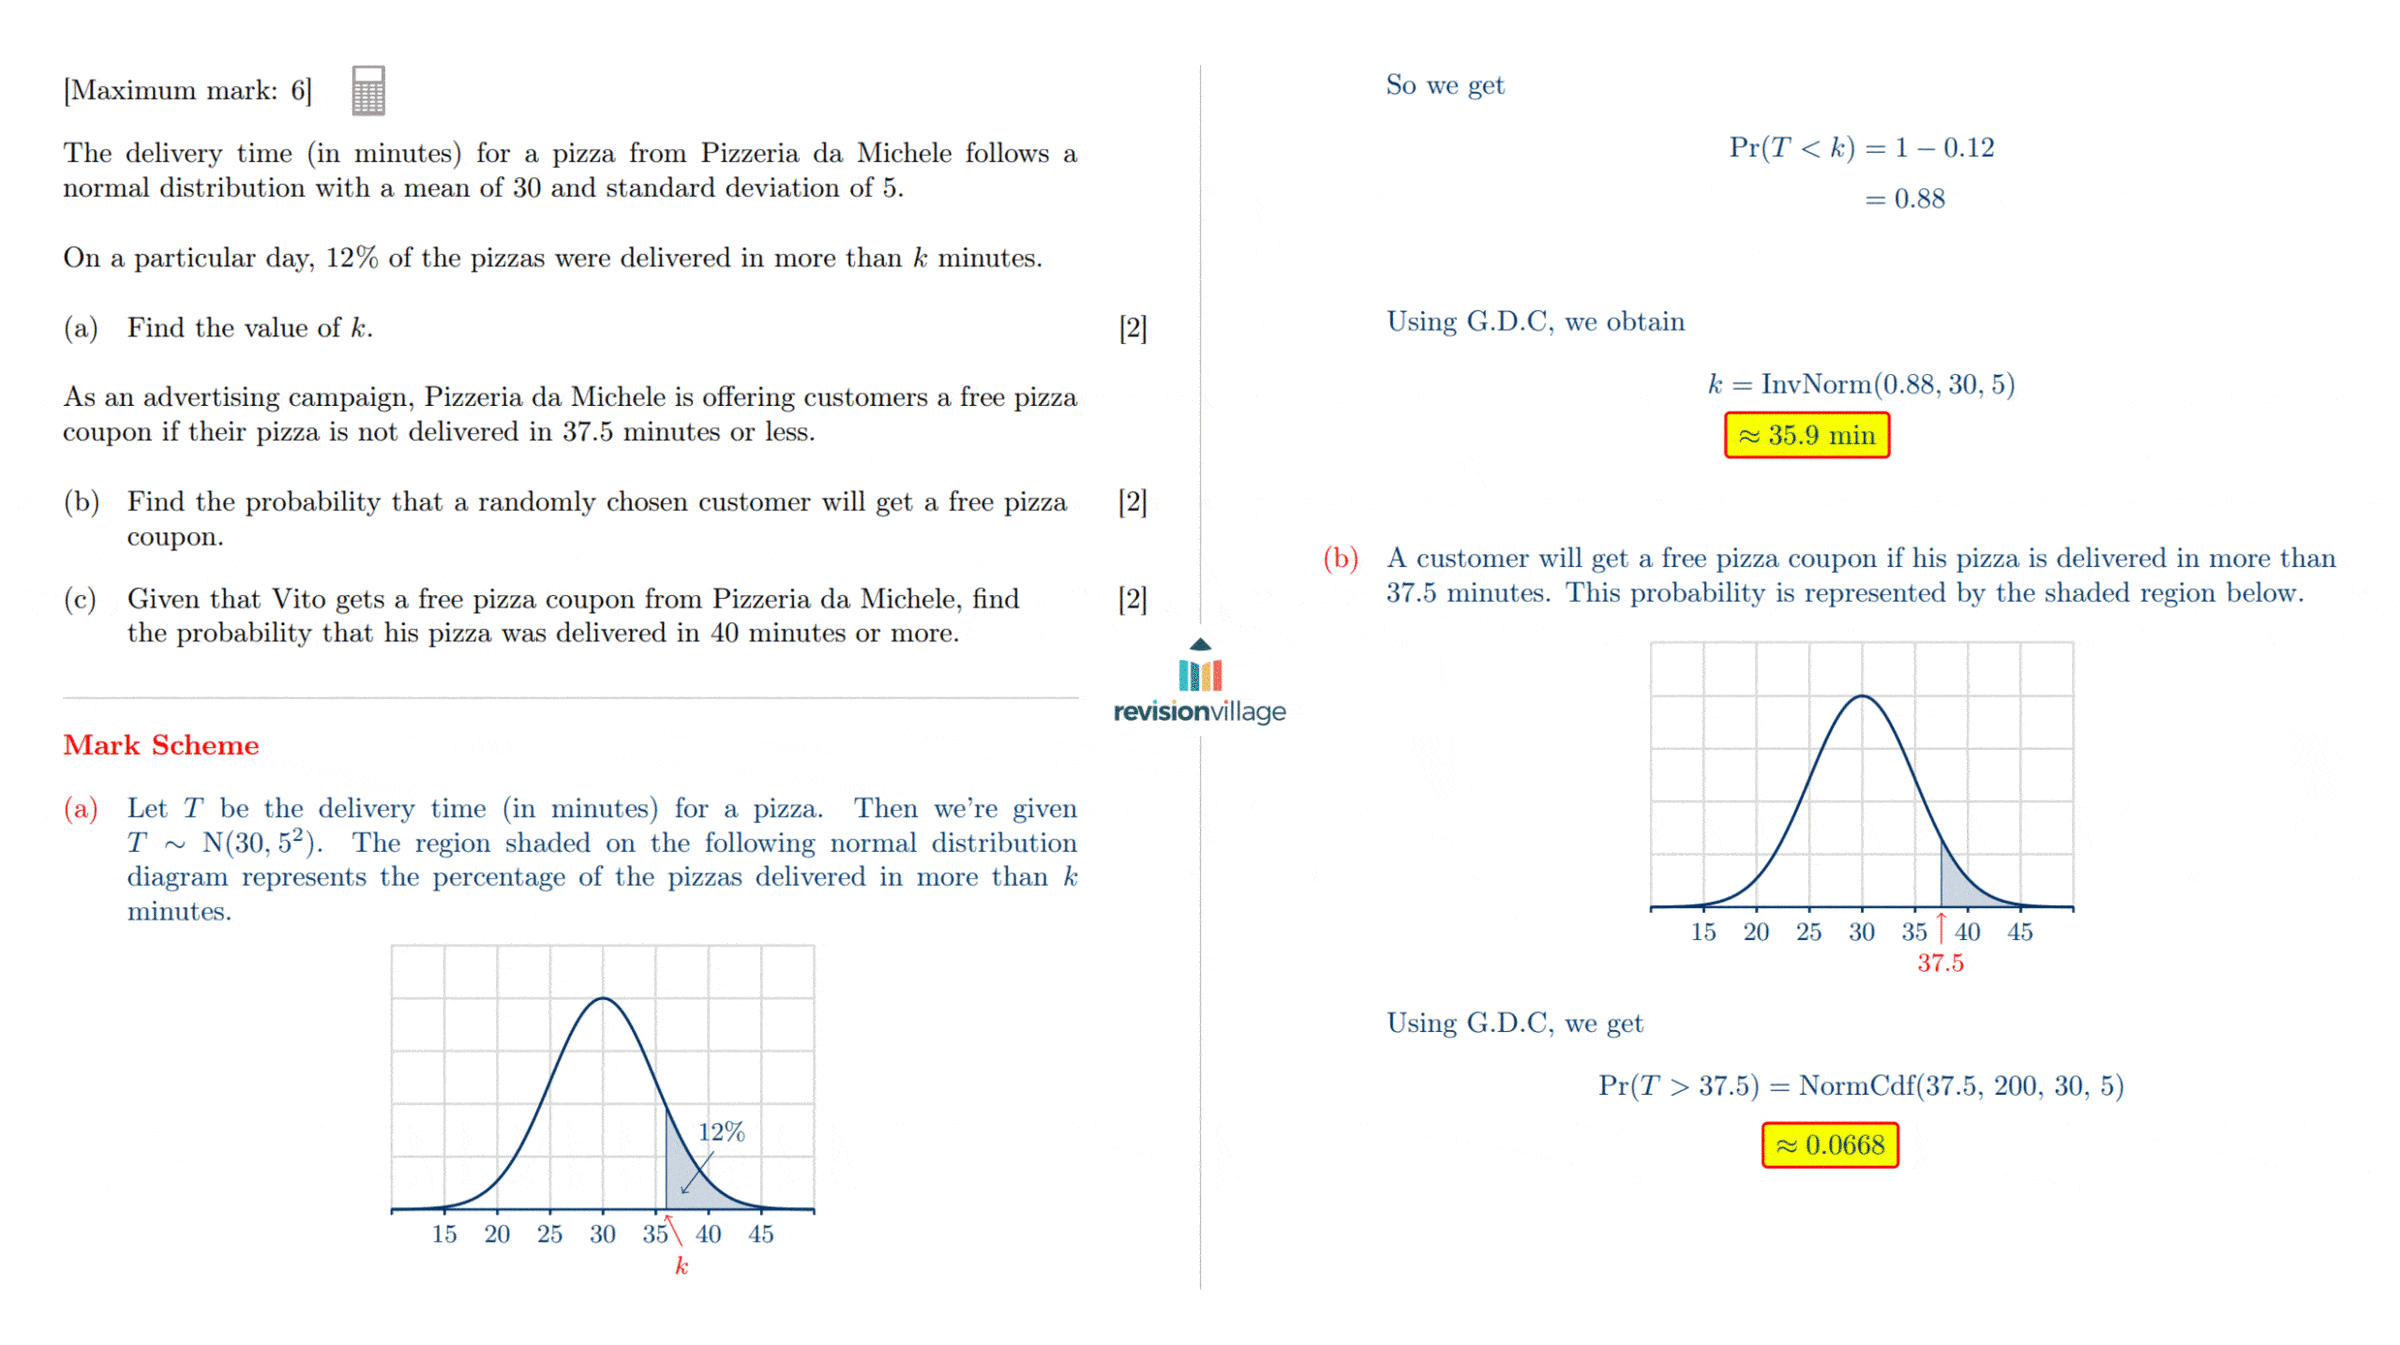 [Maximum mark: 6]
The delivery time (in minutes) for a pizza from Pizzeria da Michele follows a
normal distribution with a mean of 30 and standard deviation of 5.
On a particular day, 12% of the pizzas were delivered in more than k minutes.
(a) Find the value of k. [2]
As an advertising campaign, Pizzeria da Michele is offering customers a free pizza
coupon if their pizza is not delivered in 37.5 minutes or less.
(b) Find the probability that a randomly chosen customer will get a free pizza [2]
coupon.
(c) Given that Vito gets a free pizza coupon from Pizzeria da Michele, find [2]
the probability that his pizza was delivered in 40 minutes or more.
Mark Scheme
(a) Let T be the delivery time (in minutes) for a pizza. Then we're given
T ~ N(30, 5²). The region shaded on the following normal distribution
diagram represents the percentage of the pizzas delivered in more than k
minutes.
12%
15 20 25 30 35 40 45
k
revisionvillage
So we get
Pr(T < k) = 1 − 0.12
= 0.88
Using G.D.C, we obtain
k = InvNorm(0.88, 30, 5)
≈ 35.9 min
(b) A customer will get a free pizza coupon if his pizza is delivered in more than
37.5 minutes. This probability is represented by the shaded region below.
15 20 25 30 35 40 45
37.5
Using G.D.C, we get
Pr(T > 37.5) = NormCdf(37.5, 200, 30, 5)
≈ 0.0668